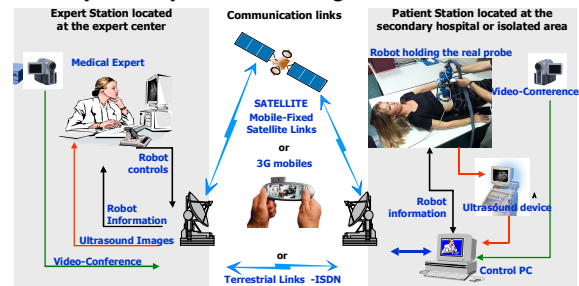 Expert Station located
at the expert center
Communication links
Patient Station located at the
secondary hospital or isolated area
Medical Expert
Robot holding the real probe
Video-Conference
SATELLITE
Mobile-Fixed
Satellite Links
or
3G mobiles
Robot
controls
Robot
Information
Ultrasound Images
Video-Conference
or
Terrestrial Links -ISDN
Robot
information
Ultrasound device
Control PC